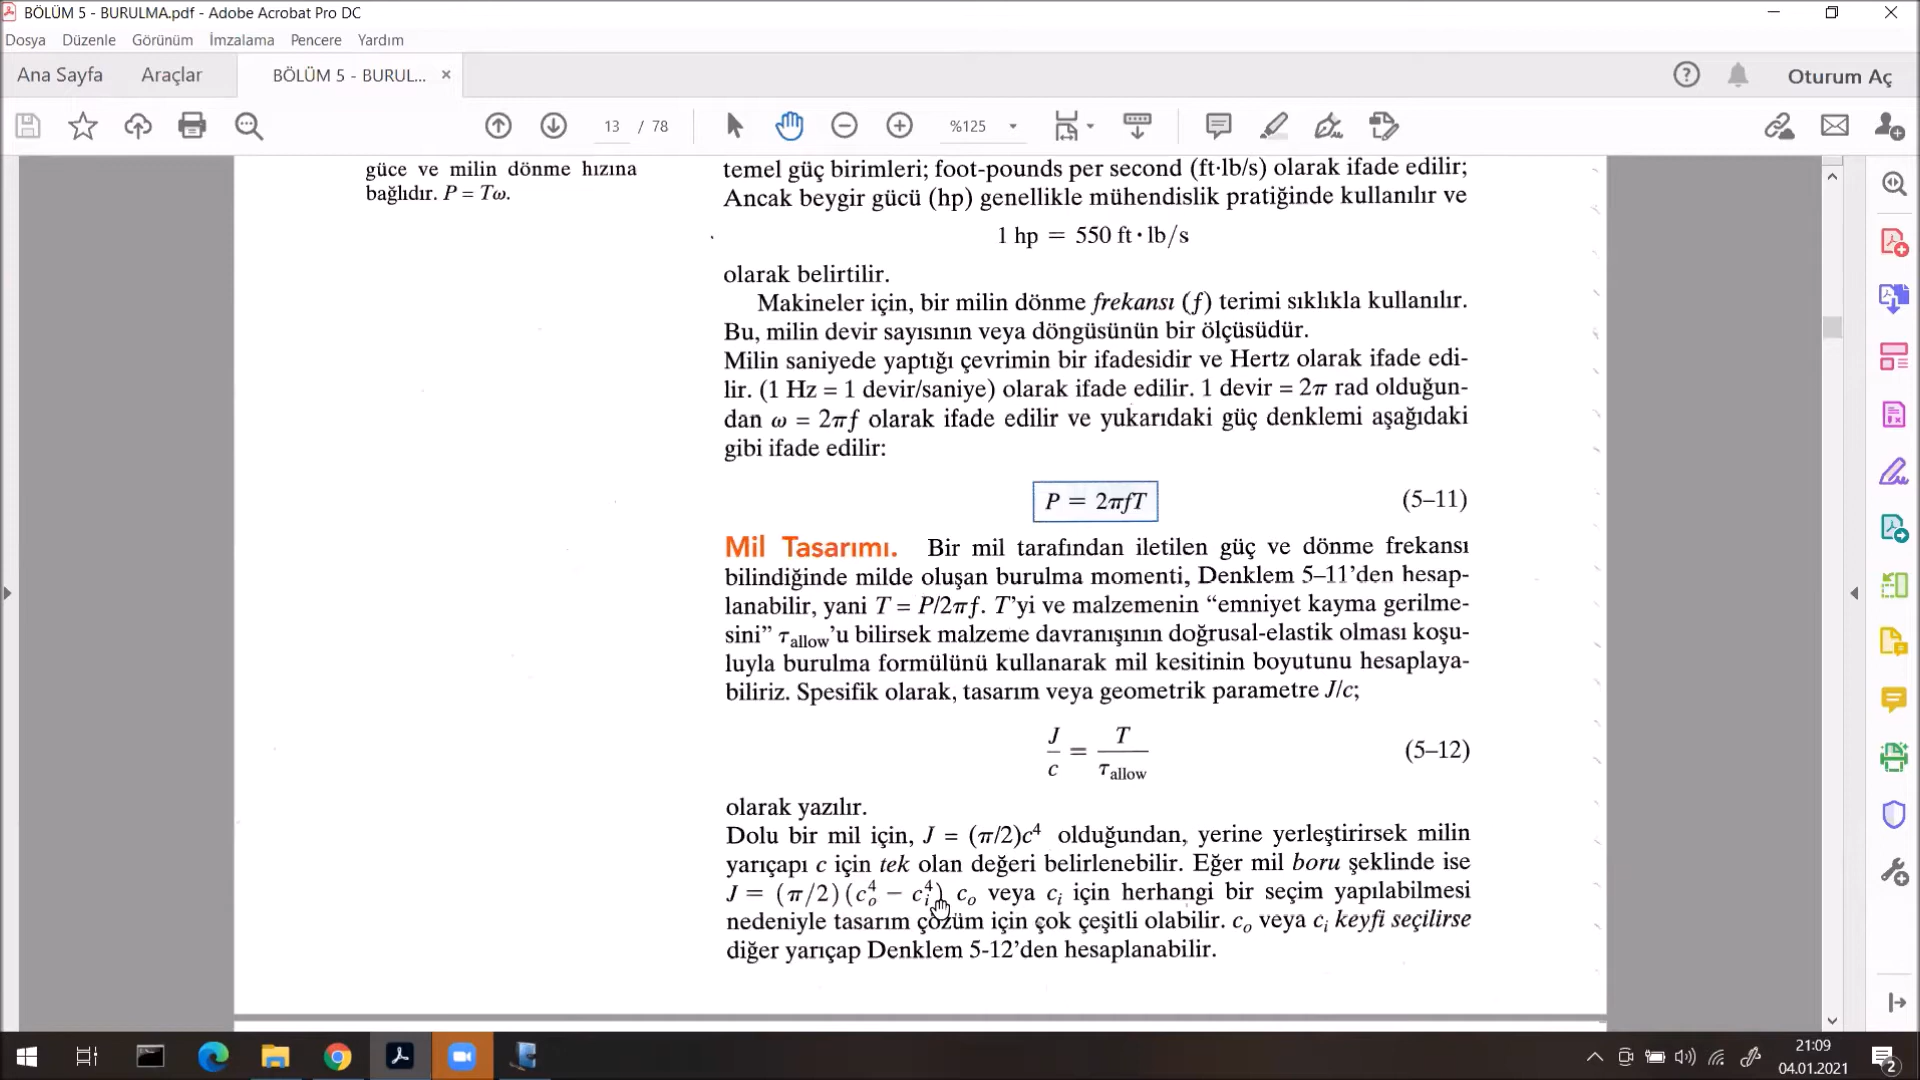 BÖLÜM 5 - BURULMA.pdf - Adobe Acrobat Pro DC
Dosya Düzenle Görünüm İmzalama Pencere Yardım
Ana Sayfa Araçlar BÖLÜM 5 - BURUL... × Oturum Aç
13 / 78 %125
güce ve milin dönme hızına
bağlıdır. P = Tω.
temel güç birimleri; foot-pounds per second (ft·lb/s) olarak ifade edilir;
Ancak beygir gücü (hp) genellikle mühendislik pratiğinde kullanılır ve
1 hp = 550 ft · lb/s
olarak belirtilir.
Makineler için, bir milin dönme frekansı (f) terimi sıklıkla kullanılır.
Bu, milin devir sayısının veya döngüsünün bir ölçüsüdür.
Milin saniyede yaptığı çevrimin bir ifadesidir ve Hertz olarak ifade edi-
lir. (1 Hz = 1 devir/saniye) olarak ifade edilir. 1 devir = 2π rad olduğun-
dan ω = 2πf olarak ifade edilir ve yukarıdaki güç denklemi aşağıdaki
gibi ifade edilir:
P = 2πfT (5–11)
Mil Tasarımı. Bir mil tarafından iletilen güç ve dönme frekansı
bilindiğinde milde oluşan burulma momenti, Denklem 5–11’den hesap-
lanabilir, yani T = P/2πf. T’yi ve malzemenin “emniyet kayma gerilme-
sini” τallow’u bilirsek malzeme davranışının doğrusal-elastik olması koşu-
luyla burulma formülünü kullanarak mil kesitinin boyutunu hesaplaya-
biliriz. Spesifik olarak, tasarım veya geometrik parametre J/c;
J/c = T/τallow (5–12)
olarak yazılır.
Dolu bir mil için, J = (π/2)c⁴ olduğundan, yerine yerleştirirsek milin
yarıçapı c için tek olan değeri belirlenebilir. Eğer mil boru şeklinde ise
J = (π/2)(cₒ⁴ − cᵢ⁴) cₒ veya cᵢ için herhangi bir seçim yapılabilmesi
nedeniyle tasarım çözüm için çok çeşitli olabilir. cₒ veya cᵢ keyfi seçilirse
diğer yarıçap Denklem 5-12’den hesaplanabilir.
21:09
04.01.2021
2